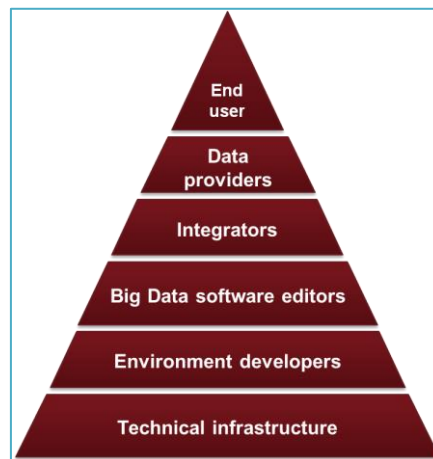 End
user
Data
providers
Integrators
Big Data software editors
Environment developers
Technical infrastructure